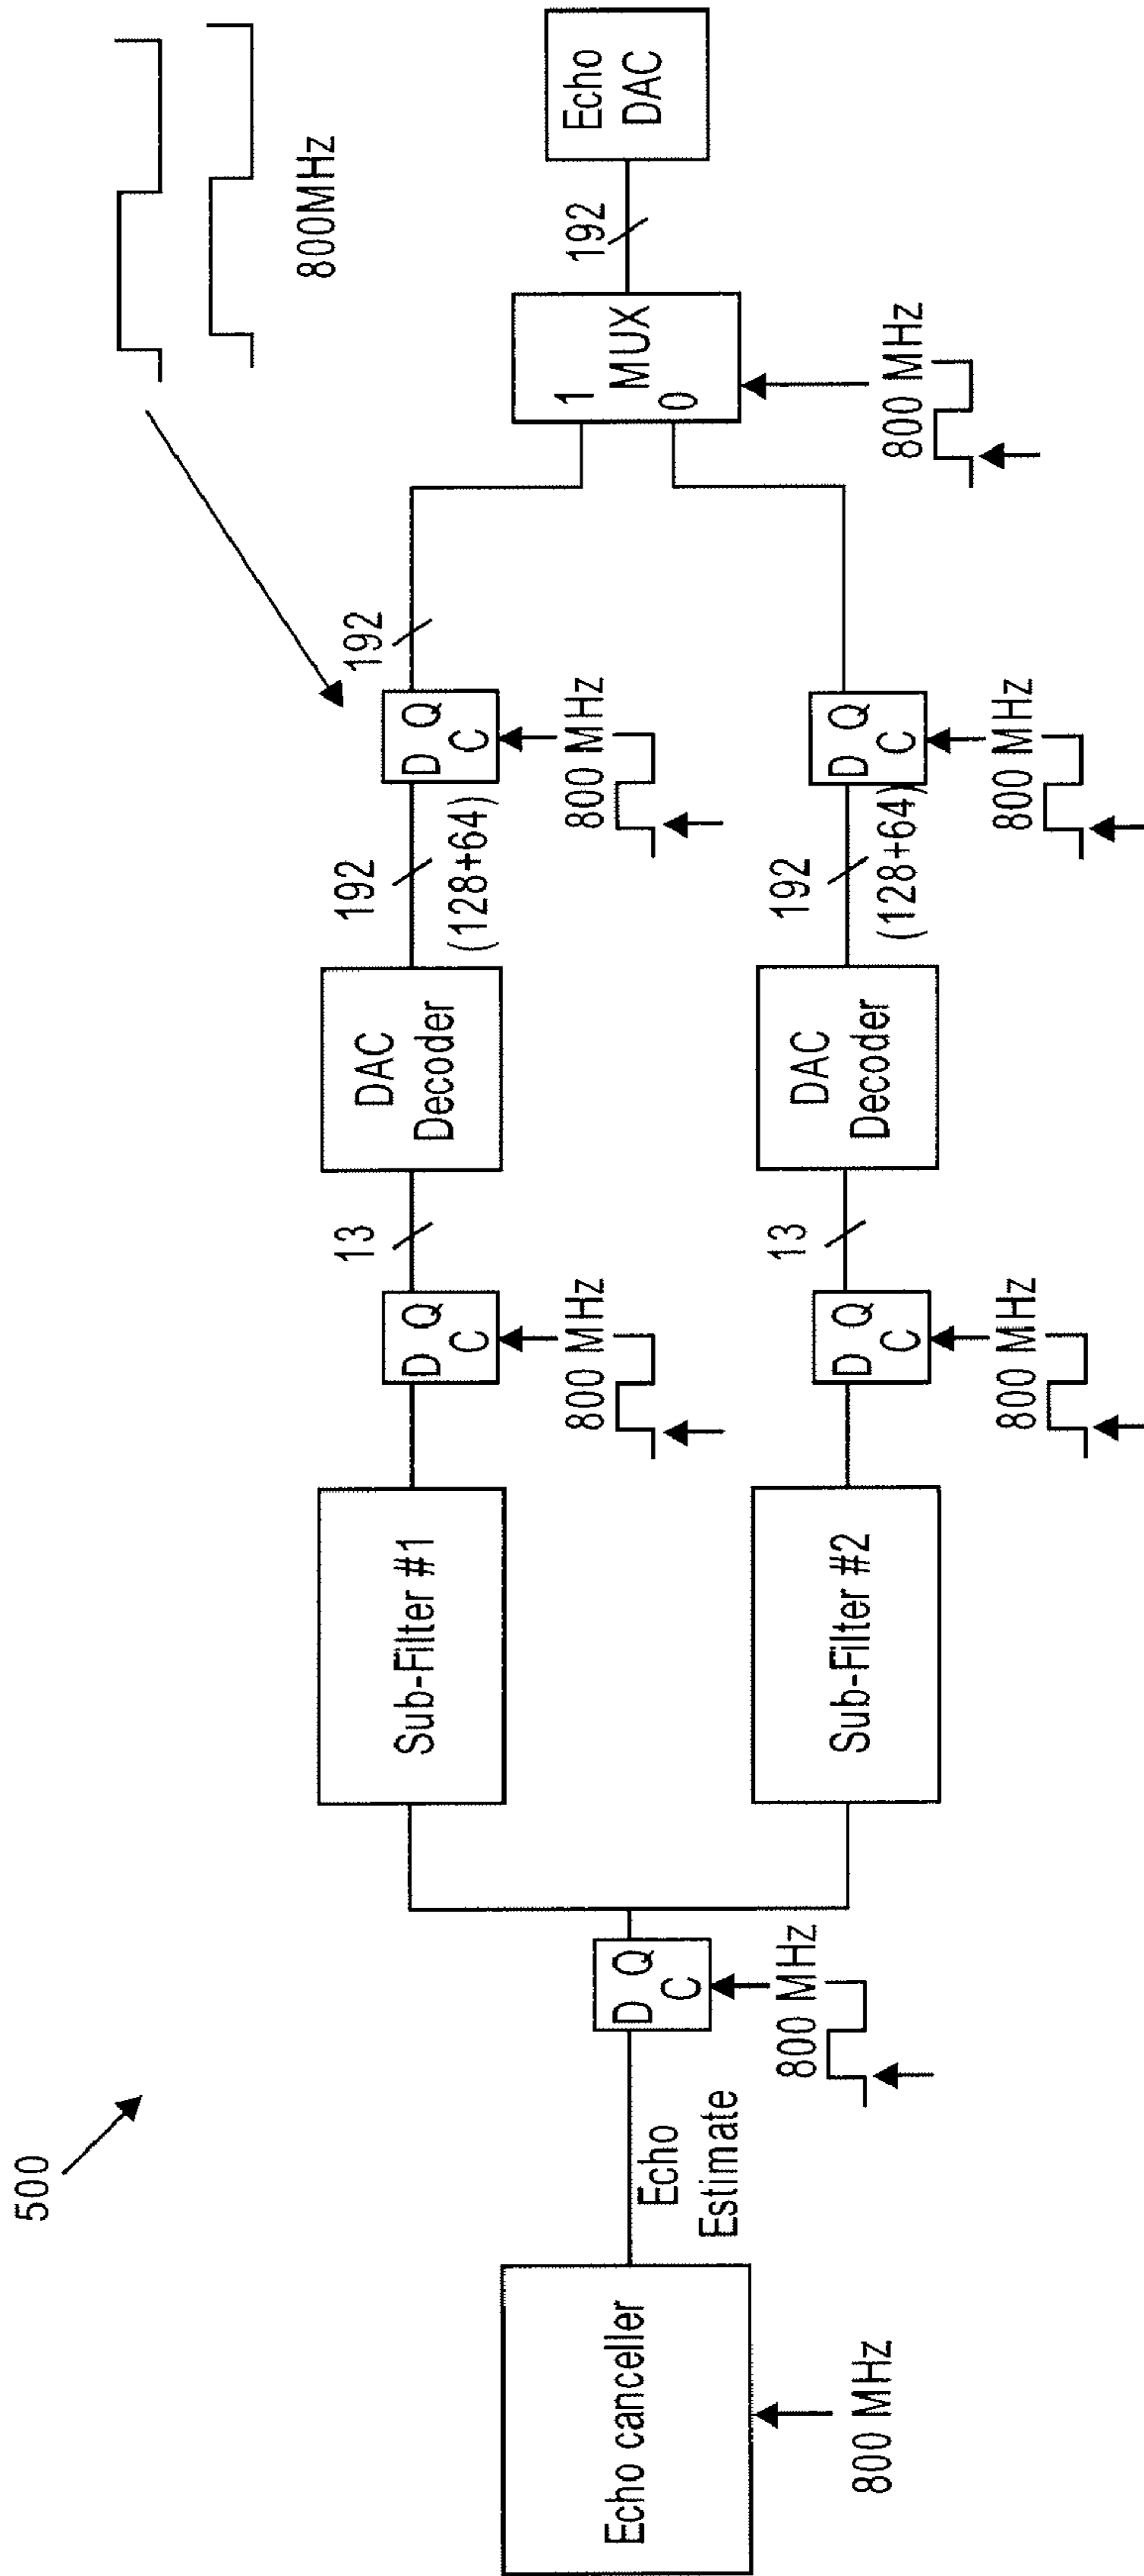 500
Echo canceller
800 MHz
Echo
Estimate
D Q
C
800 MHz
Sub-Filter #1
D Q
C
800 MHz
13
DAC
Decoder
192
(128+64)
D Q
C
800 MHz
192
800MHz
Sub-Filter #2
D Q
C
800 MHz
13
DAC
Decoder
192
(128+64)
D Q
C
800 MHz
1
MUX
0
800 MHz
192
Echo
DAC